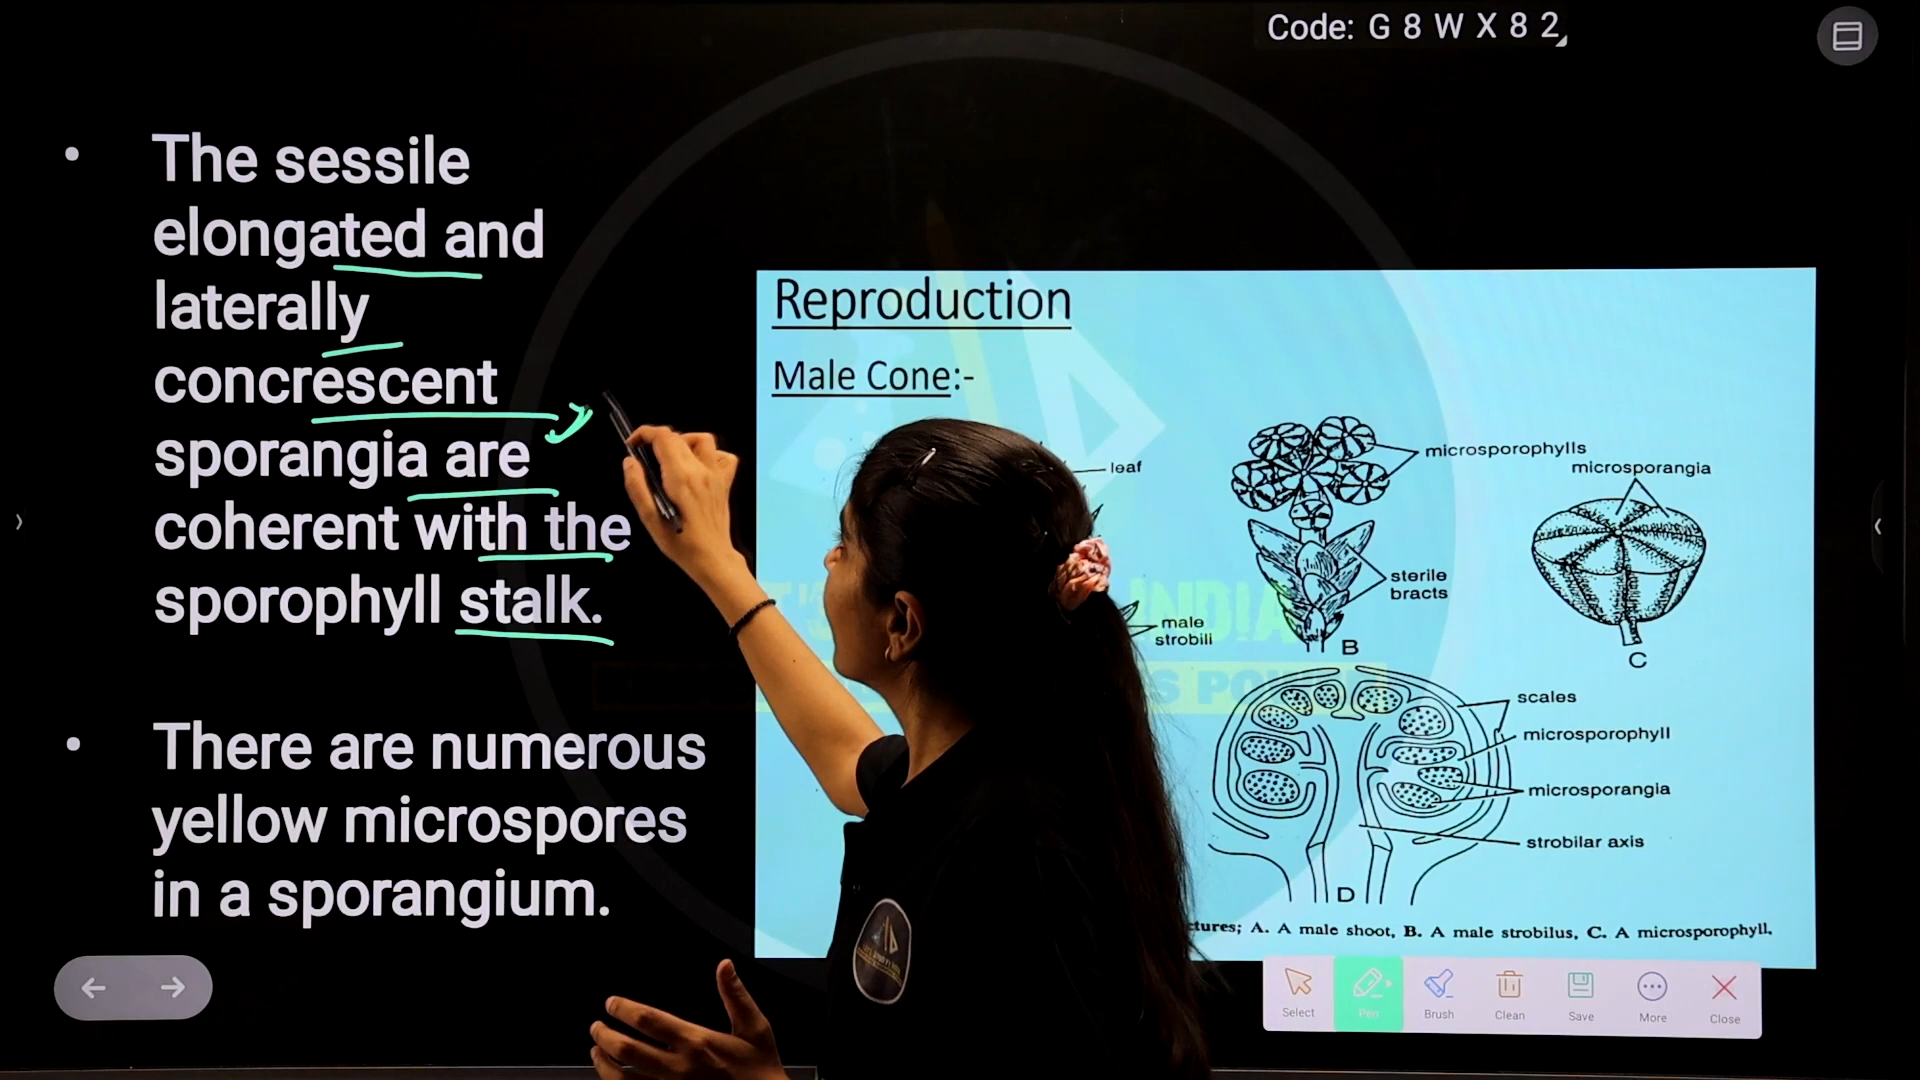 Code: G 8 W X 8 2
• The sessile
elongated and
laterally
concrescent
sporangia are
coherent with the
sporophyll stalk.
• There are numerous
yellow microspores
in a sporangium.
Reproduction
Male Cone:-
leaf
male
strobili
microsporophylls
sterile
bracts
B
microsporangia
C
scales
microsporophyll
microsporangia
strobilar axis
D
A. A male shoot, B. A male strobilus, C. A microsporophyll.
INDIA
Select
Pen
Brush
Clean
Save
More
Close